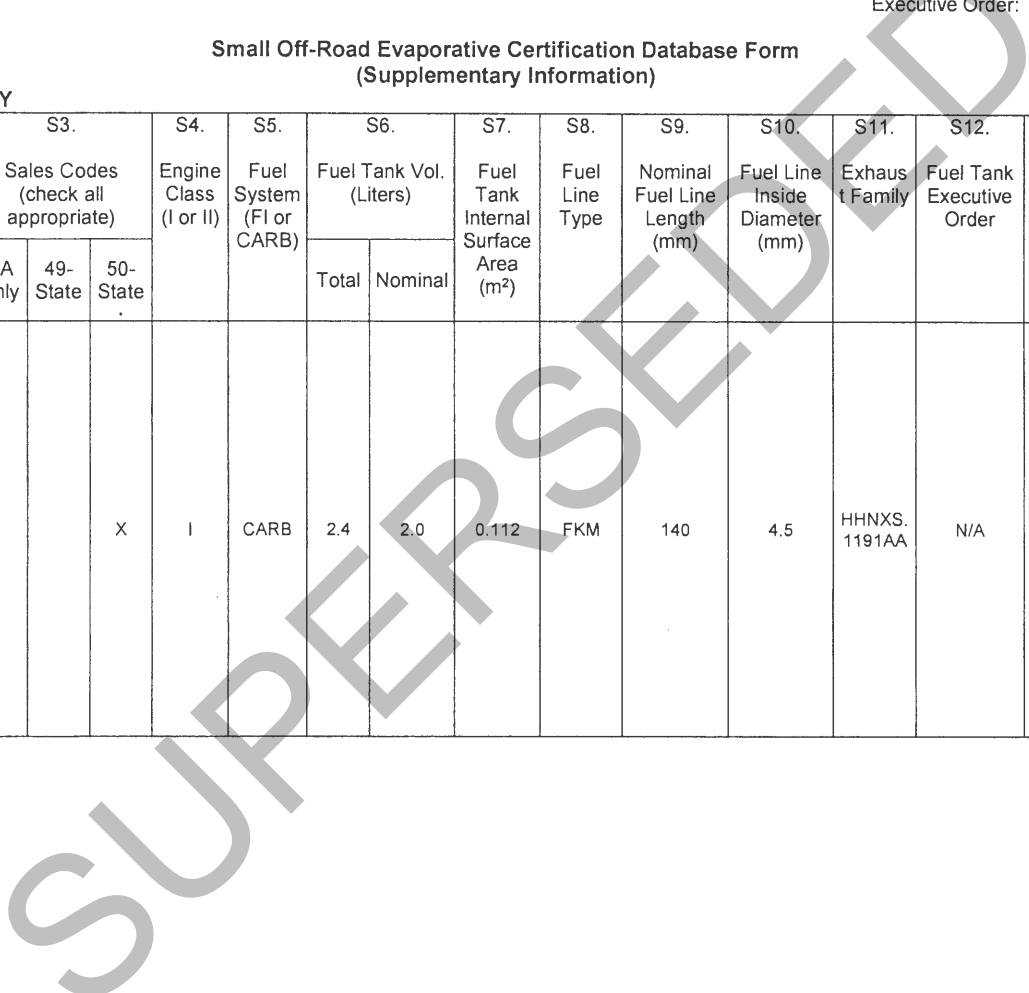 Executive Order:
Small Off-Road Evaporative Certification Database Form
(Supplementary Information)
Y
S3. S4. S5. S6. S7. S8. S9. S10. S11. S12.
Sales Codes
(check all
appropriate)
Engine
Class
(I or II)
Fuel
System
(FI or
CARB)
Fuel Tank Vol.
(Liters)
Fuel
Tank
Internal
Surface
Area
(m²)
Fuel
Line
Type
Nominal
Fuel Line
Length
(mm)
Fuel Line
Inside
Diameter
(mm)
Exhaus
t Family
Fuel Tank
Executive
Order
49-
State
50-
State
Total Nominal
X I CARB 2.4 2.0 0.112 FKM 140 4.5 HHNXS. N/A
1191AA
SUPERSEDED